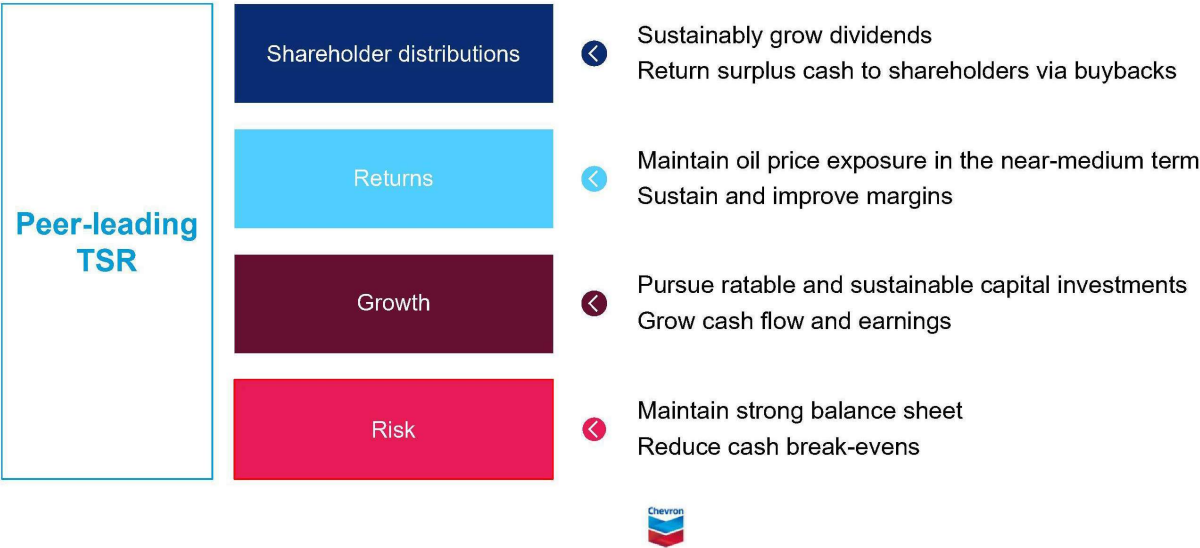 Peer-leading
TSR
Shareholder distributions
Sustainably grow dividends
Return surplus cash to shareholders via buybacks
Returns
Maintain oil price exposure in the near-medium term
Sustain and improve margins
Growth
Pursue ratable and sustainable capital investments
Grow cash flow and earnings
Risk
Maintain strong balance sheet
Reduce cash break-evens
Chevron